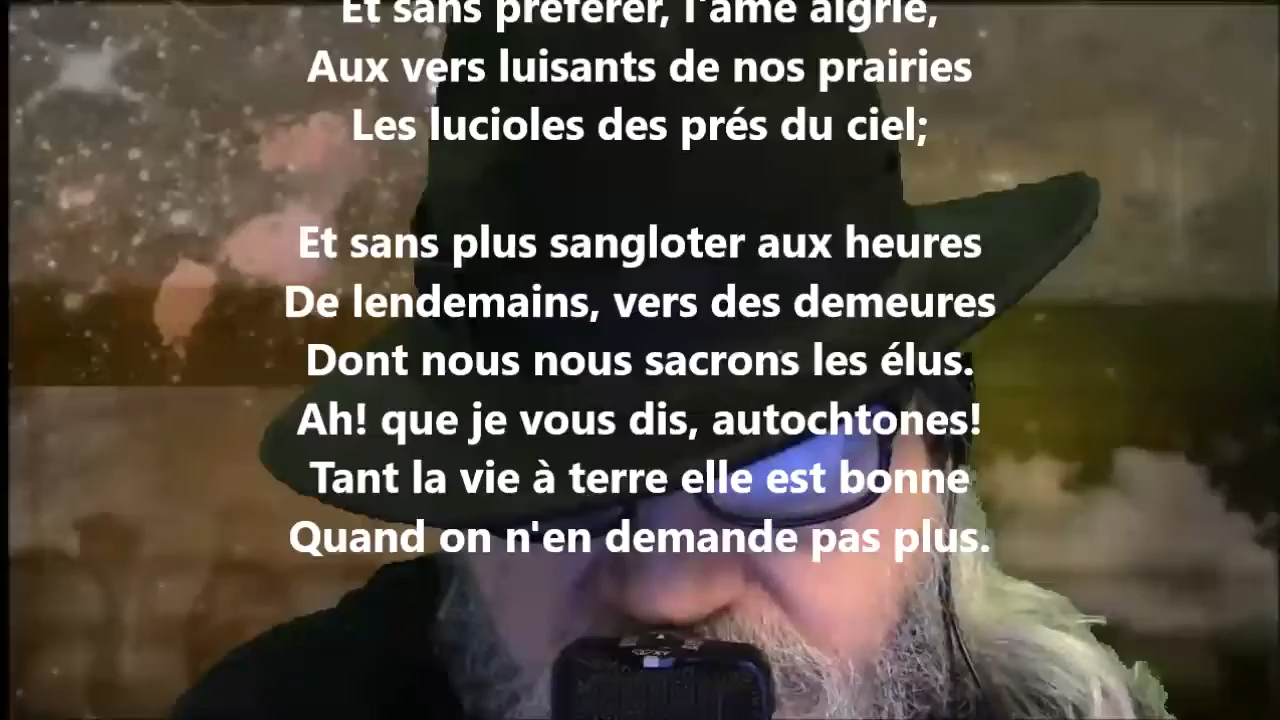 Et sans préférer, l'âme aigrie,
Aux vers luisants de nos prairies
Les lucioles des prés du ciel;
Et sans plus sangloter aux heures
De lendemains, vers des demeures
Dont nous nous sacrons les élus.
Ah! que je vous dis, autochtones!
Tant la vie à terre elle est bonne
Quand on n'en demande pas plus.